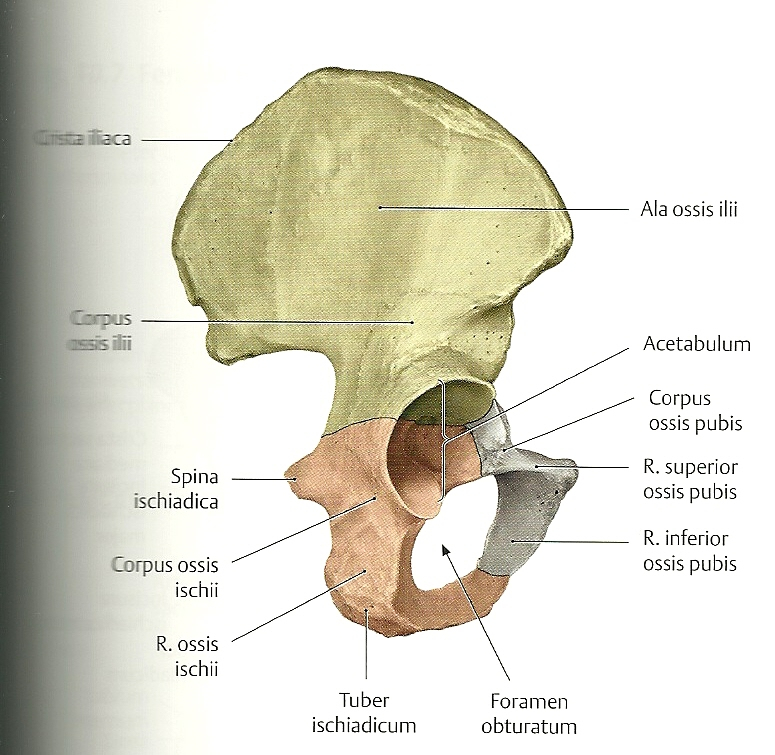 Crista iliaca
Ala ossis ilii
Corpus
ossis ilii
Acetabulum
Corpus
ossis pubis
R. superior
ossis pubis
Spina
ischiadica
R. inferior
ossis pubis
Corpus ossis
ischii
R. ossis
ischii
Tuber
ischiadicum
Foramen
obturatum